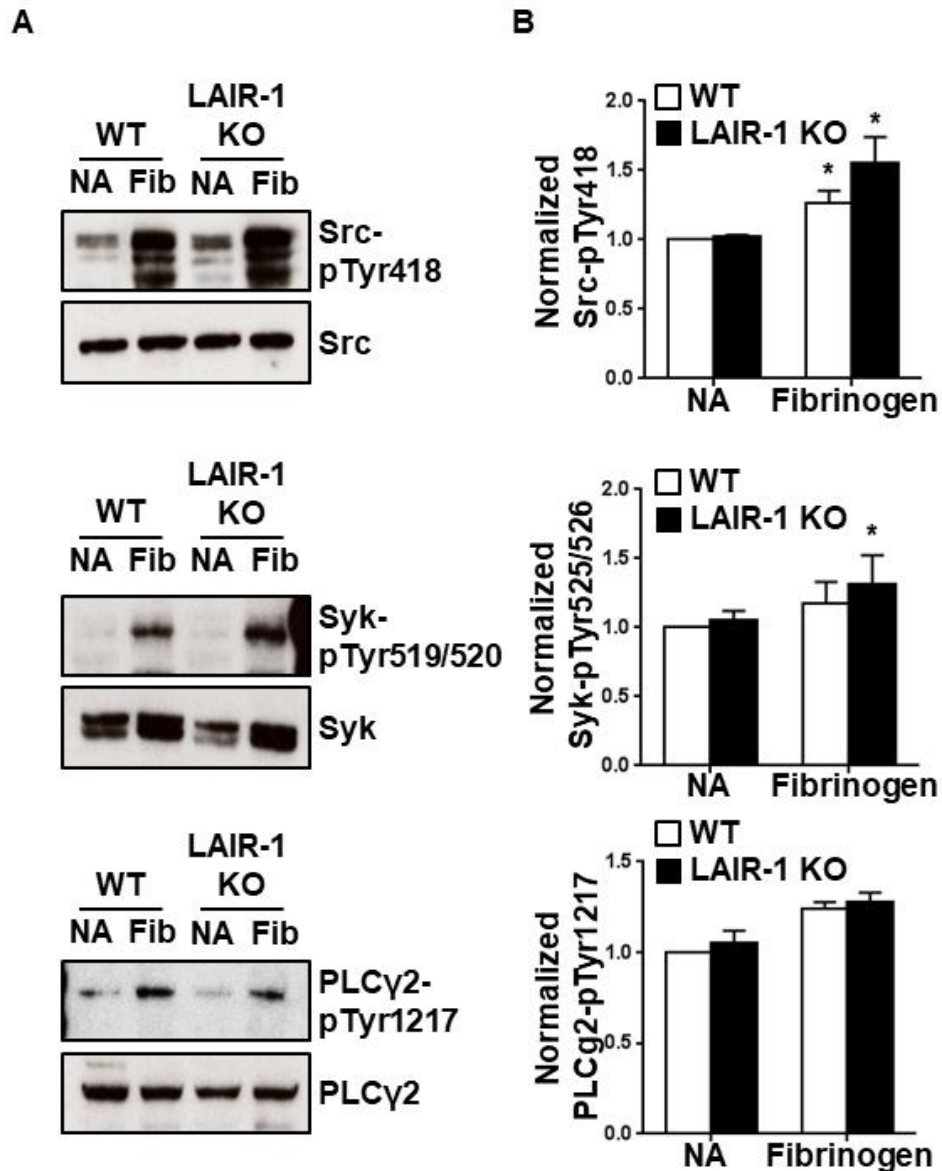 A
B
LAIR-1
WT KO
NA Fib NA Fib
Src-
pTyr418
Src
2.0
1.5
1.0
0.5
0.0
Normalized
Src-pTyr418
WT
LAIR-1 KO
*
*
NA Fibrinogen
LAIR-1
WT KO
NA Fib NA Fib
Syk-
pTyr519/520
Syk
2.0
1.5
1.0
0.5
0.0
Normalized
Syk-pTyr525/526
WT
LAIR-1 KO
*
NA Fibrinogen
LAIR-1
WT KO
NA Fib NA Fib
PLCγ2-
pTyr1217
PLCγ2
1.5
1.0
0.5
0.0
Normalized
PLCg2-pTyr1217
WT
LAIR-1 KO
NA Fibrinogen